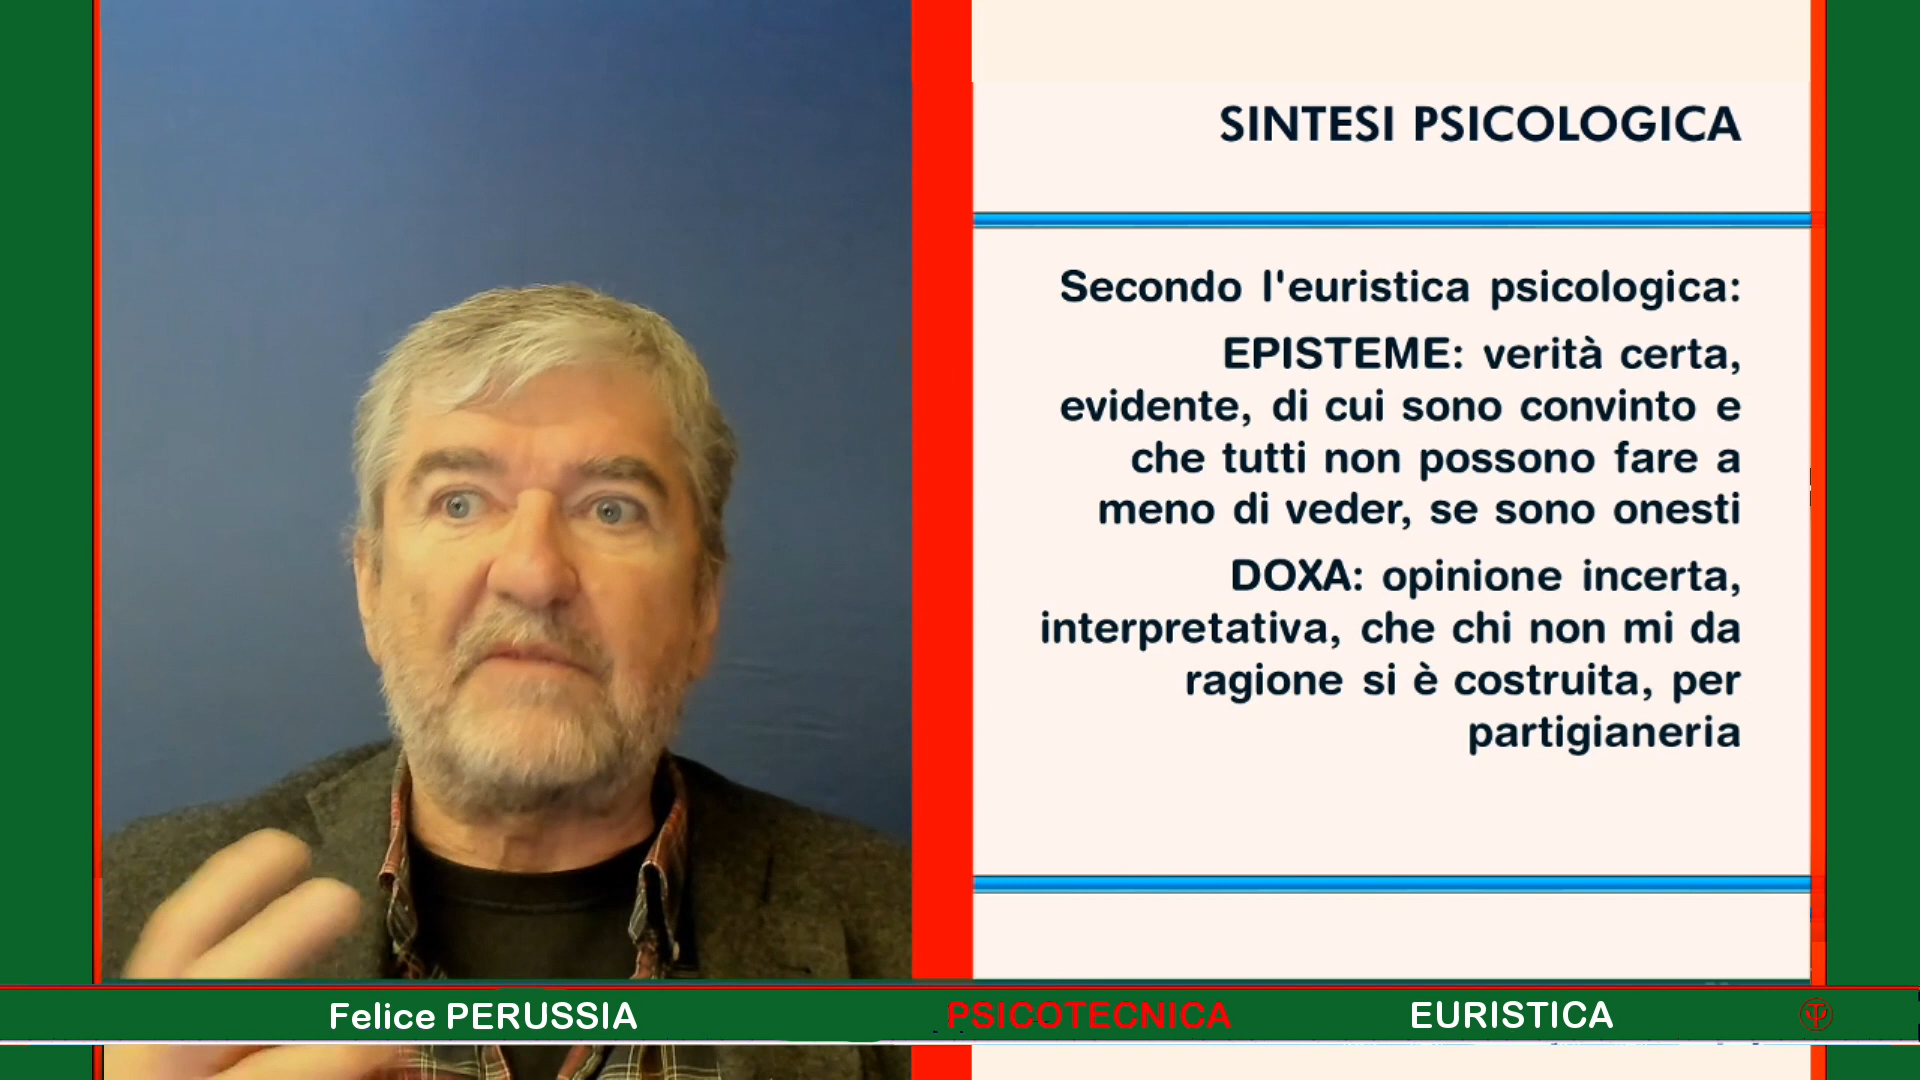 SINTESI PSICOLOGICA
Secondo l'euristica psicologica:
EPISTEME: verità certa,
evidente, di cui sono convinto e
che tutti non possono fare a
meno di veder, se sono onesti
DOXA: opinione incerta,
interpretativa, che chi non mi da
ragione si è costruita, per
partigianeria
Felice PERUSSIA PSICOTECNICA EURISTICA